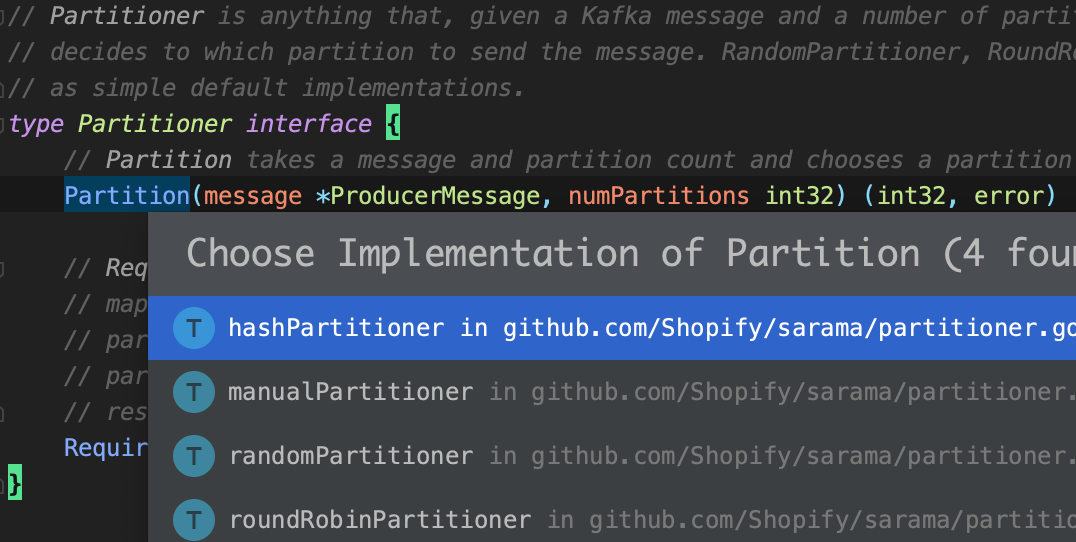 // Partitioner is anything that, given a Kafka message and a number of
// decides to which partition to send the message. RandomPartitioner,
// as simple default implementations.
type Partitioner interface {
// Partition takes a message and partition count and chooses a partition
Partition(message *ProducerMessage, numPartitions int32) (int32, error)
Choose Implementation of Partition (4
// Req
hashPartitioner in github.com/Shopify/sarama/partitioner.go
// map
// par
manualPartitioner in github.com/Shopify/sarama/partitioner.
// par
// res
randomPartitioner in github.com/Shopify/sarama/partitioner.
Requir
}
roundRobinPartitioner in github.com/Shopify/sarama/partitio